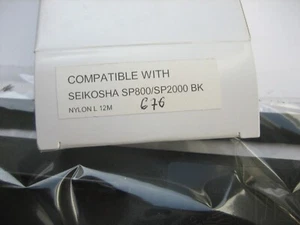 COMPATIBLE WITH
SEIKOSHA SP800/SP2000 BK
NYLON L 12M 676